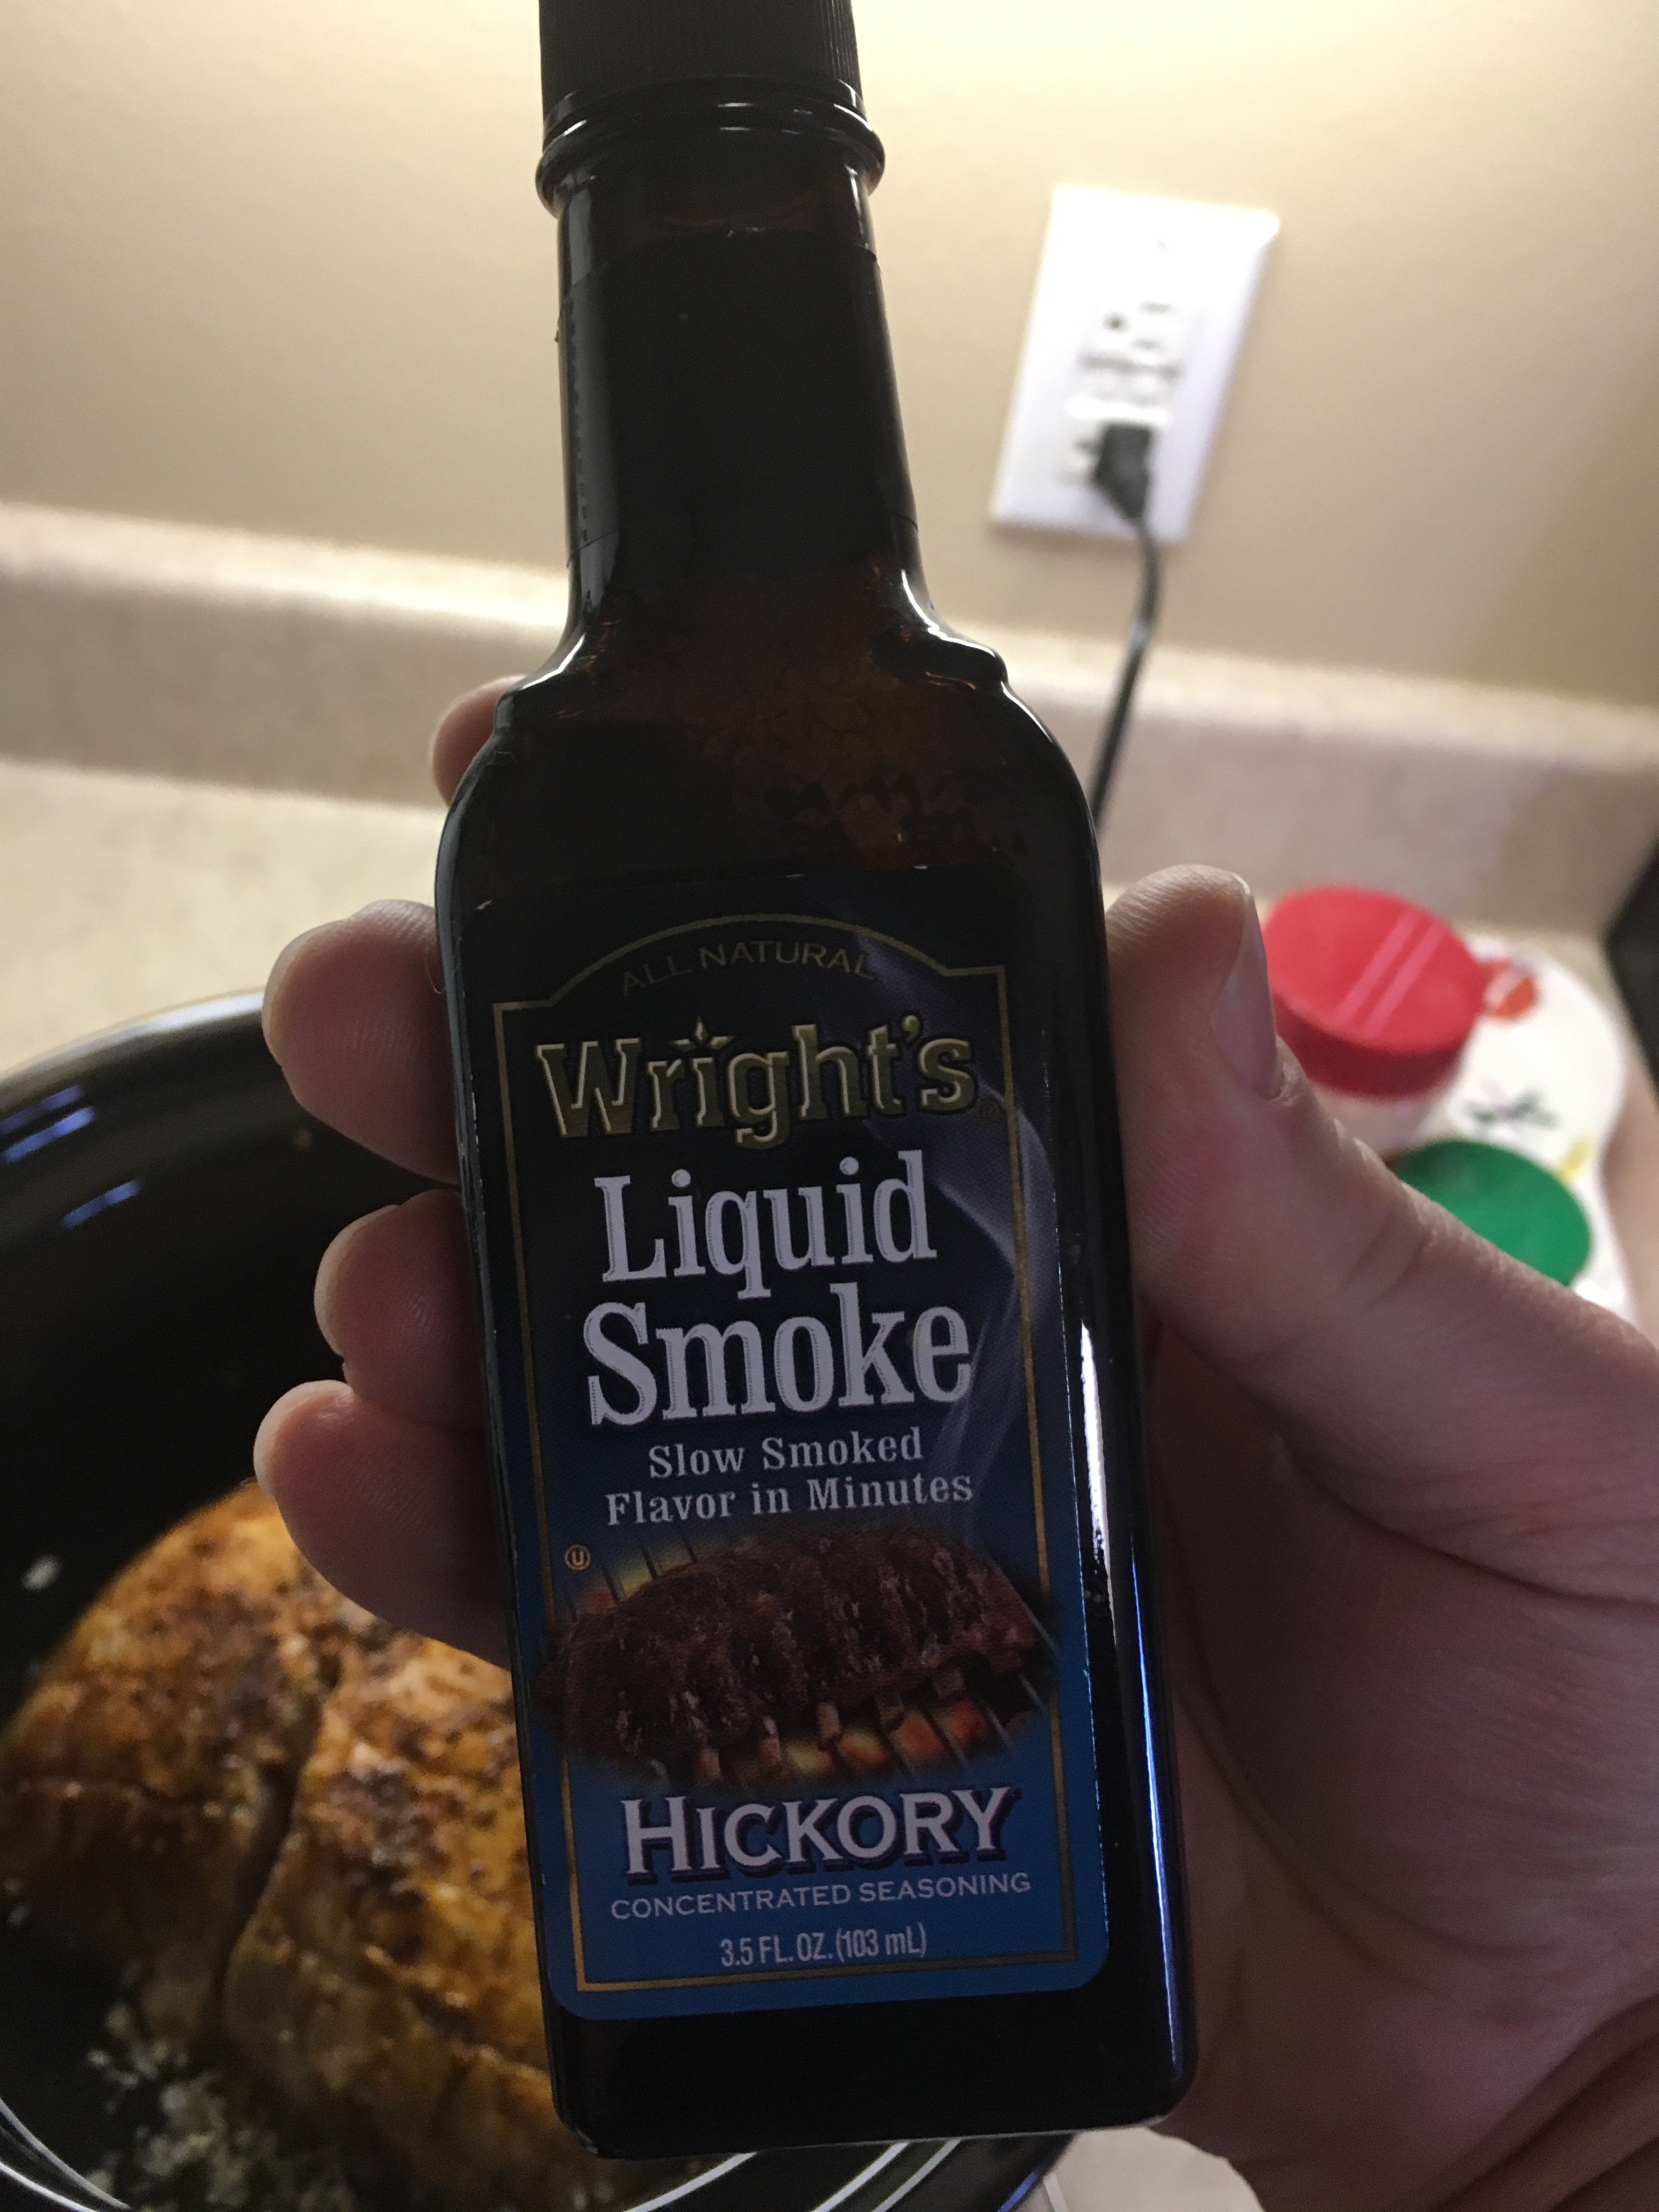 ALL NATURAL
Wright's
Liquid
Smoke
Slow Smoked
Flavor in Minutes
U
HICKORY
CONCENTRATED SEASONING
3.5 FL. OZ. (103 mL)